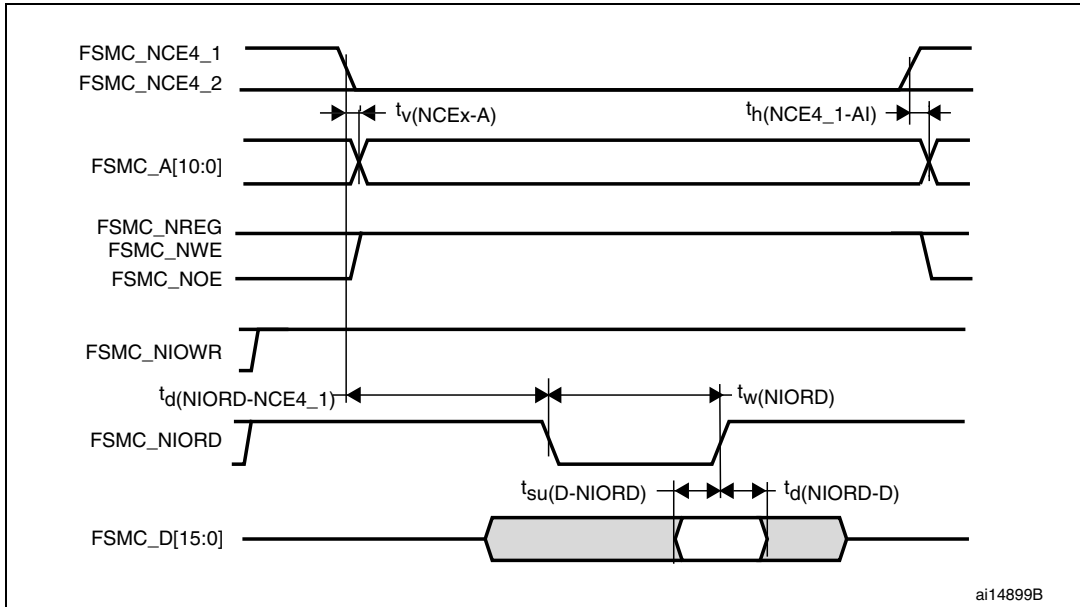 FSMC_NCE4_1
FSMC_NCE4_2
tv(NCEx-A)
th(NCE4_1-AI)
FSMC_A[10:0]
FSMC_NREG
FSMC_NWE
FSMC_NOE
FSMC_NIOWR
td(NIORD-NCE4_1)
tw(NIORD)
FSMC_NIORD
tsu(D-NIORD)
td(NIORD-D)
FSMC_D[15:0]
ai14899B